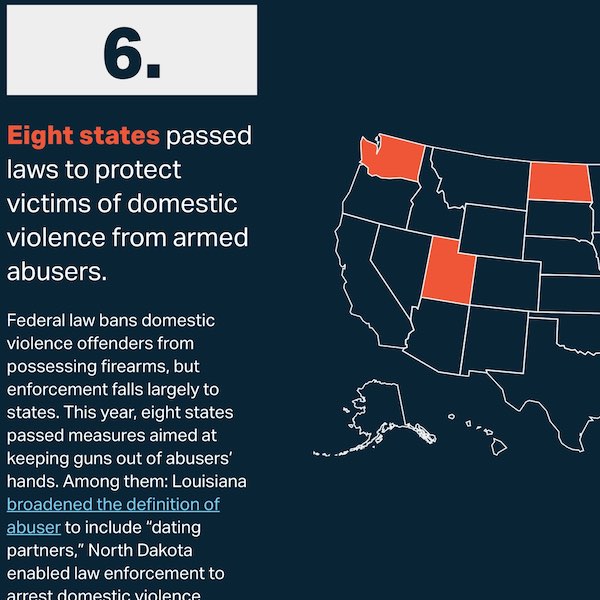 6.
Eight states passed
laws to protect
victims of domestic
violence from armed
abusers.
Federal law bans domestic
violence offenders from
possessing firearms, but
enforcement falls largely to
states. This year, eight states
passed measures aimed at
keeping guns out of abusers’
hands. Among them: Louisiana
broadened the definition of
abuser to include “dating
partners,” North Dakota
enabled law enforcement to
arrest domestic violence